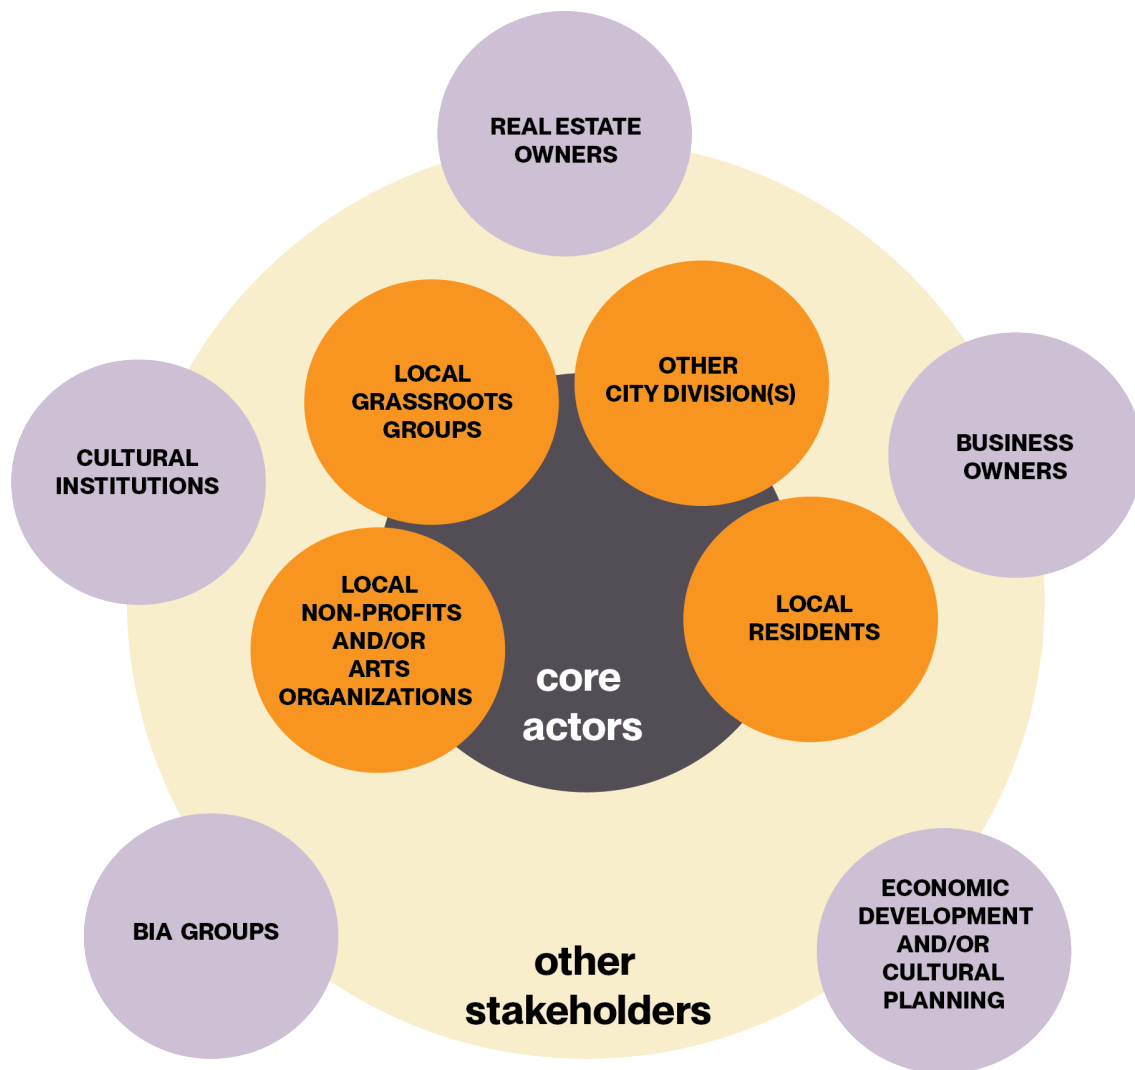 REAL ESTATE
OWNERS
LOCAL
GRASSROOTS
GROUPS
OTHER
CITY DIVISION(S)
CULTURAL
INSTITUTIONS
BUSINESS
OWNERS
LOCAL
NON-PROFITS
AND/OR
ARTS
ORGANIZATIONS
LOCAL
RESIDENTS
core
actors
BIA GROUPS
ECONOMIC
DEVELOPMENT
AND/OR
CULTURAL
PLANNING
other
stakeholders